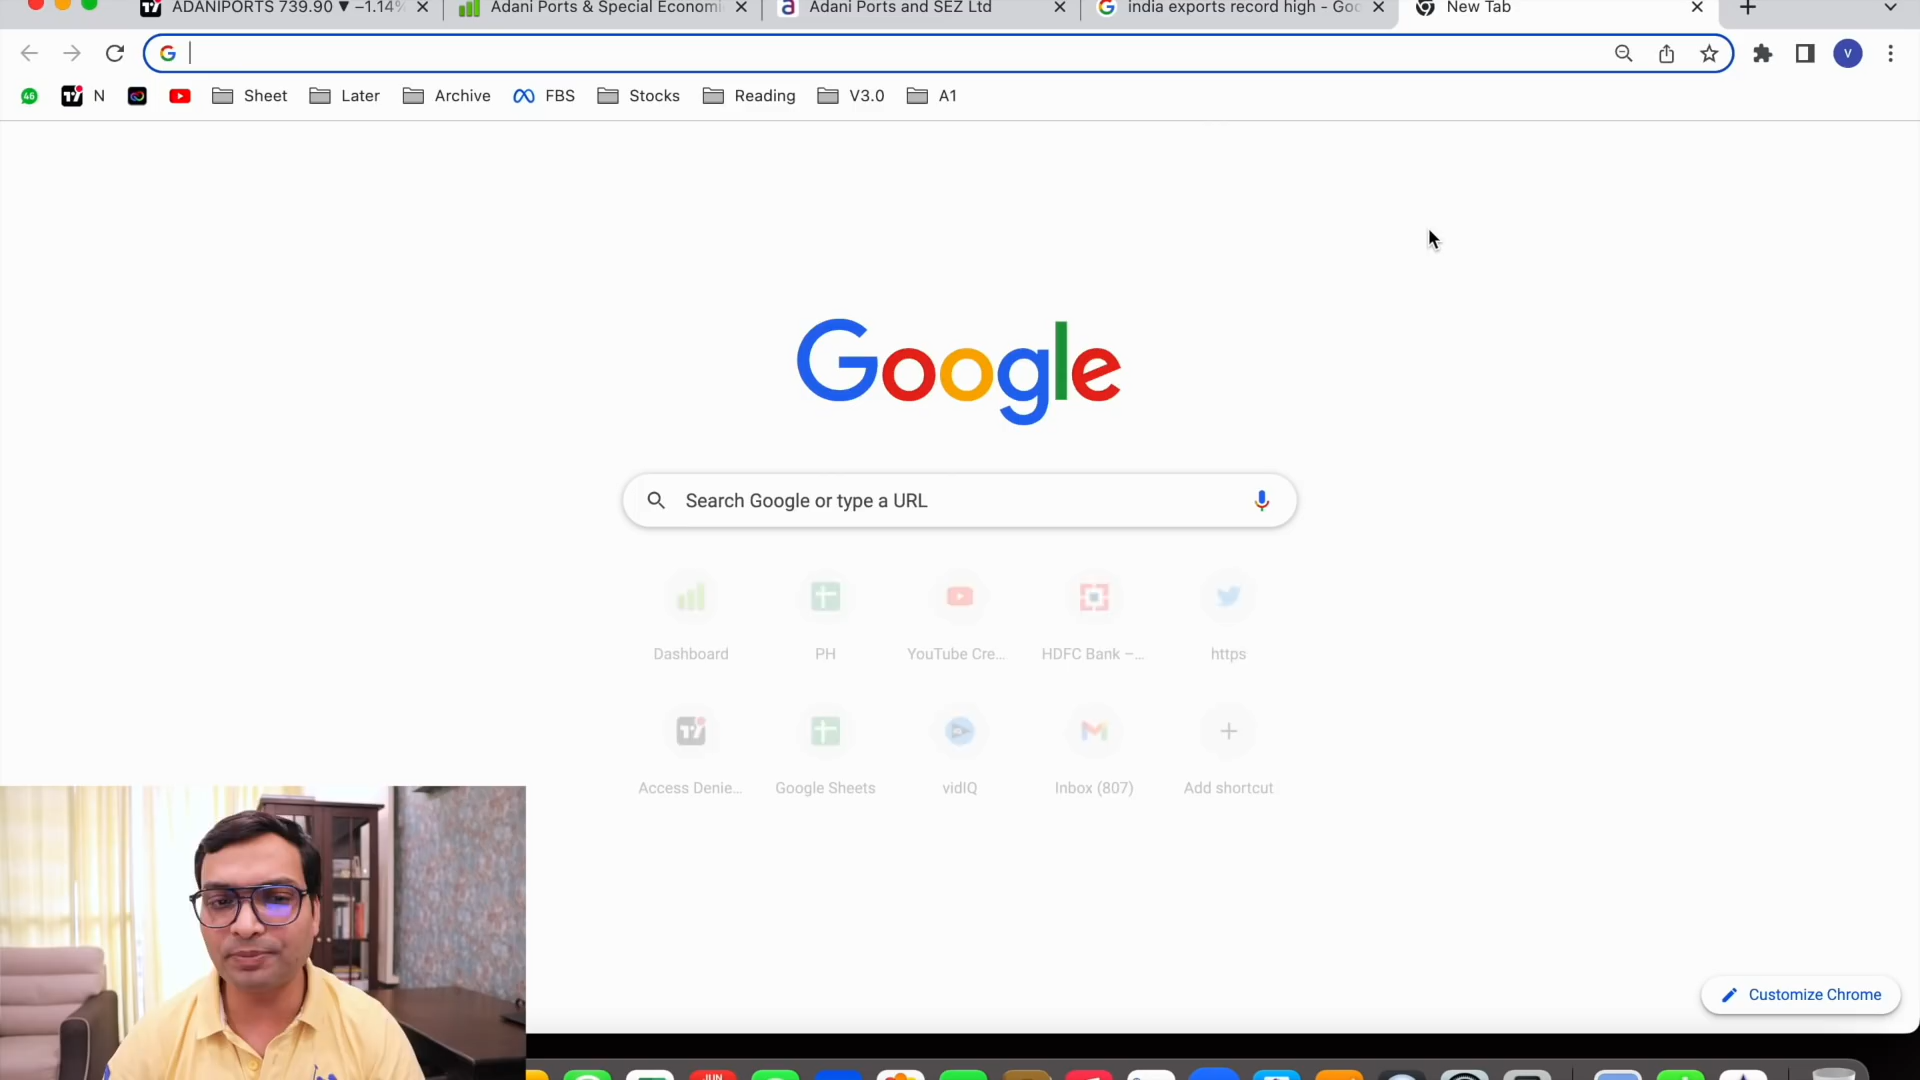 ADANIPORTS 739.90 ▼ −1.14%
Adani Ports & Special Economi
Adani Ports and SEZ Ltd
india exports record high - Goo
New Tab
V
46
N
Sheet
Later
Archive
FBS
Stocks
Reading
V3.0
A1
Google
Search Google or type a URL
Dashboard
PH
YouTube Cre...
HDFC Bank –...
https
Access Denie...
Google Sheets
vidIQ
Inbox (807)
Add shortcut
Customize Chrome
JUN